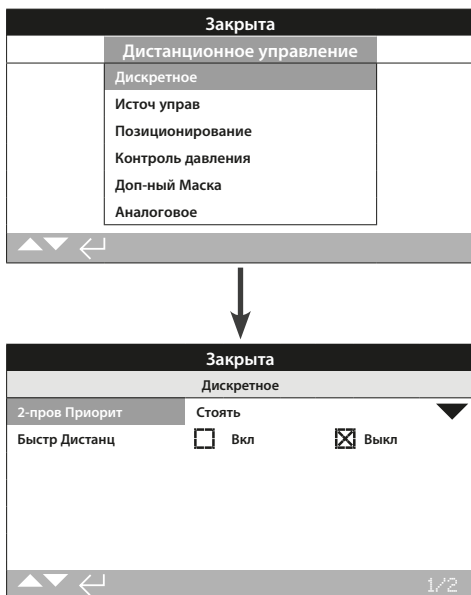 Закрыта
Дистанционное управление
Дискретное
Источ управ
Позиционирование
Контроль давления
Доп-ный Маска
Аналоговое
Закрыта
Дискретное
2-пров Приорит Стоять
Быстр Дистанц Вкл Выкл
1/2